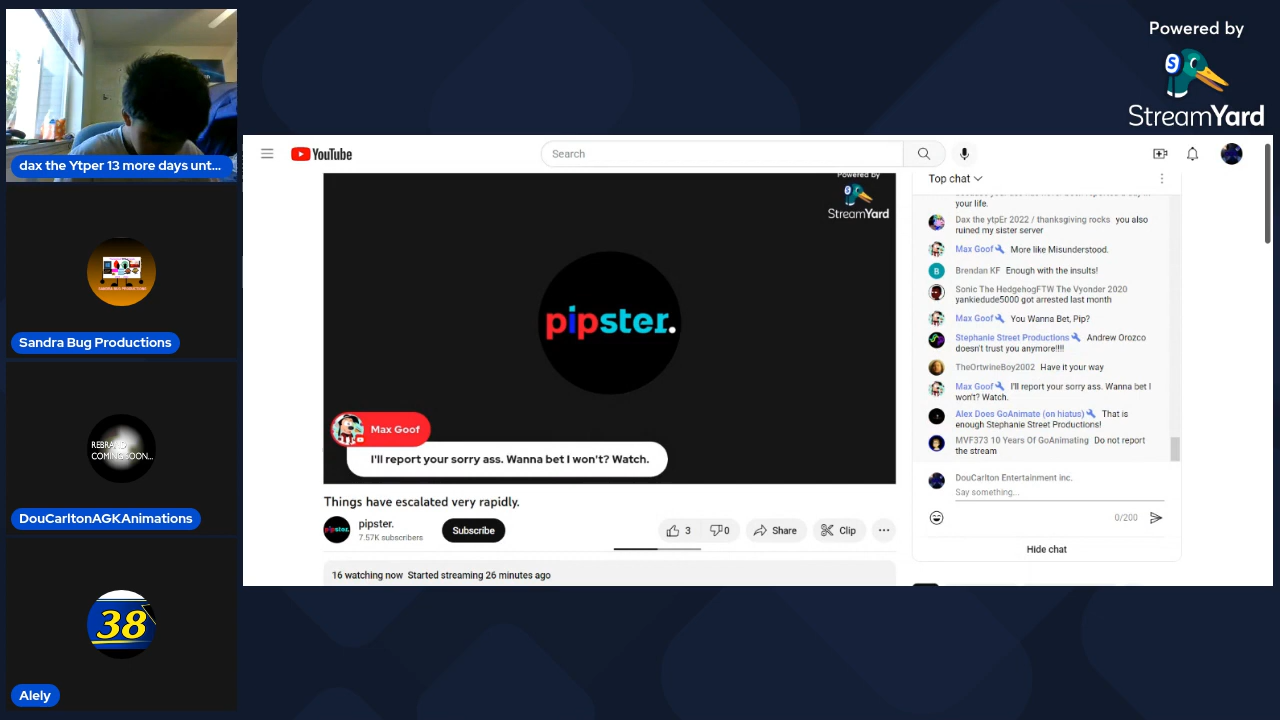 Powered by
StreamYard
dax the Ytper 13 more days unt...
SANDRA BUG PRODUCTIONS
Sandra Bug Productions
REBRAND
COMING SOON...
DouCarltonAGKAnimations
38
Alely
YouTube
Search
Powered by
StreamYard
pipster.
Max Goof
I'll report your sorry ass. Wanna bet I won't? Watch.
Things have escalated very rapidly.
pipster.
7.57K subscribers
Subscribe
3
0
Share
Clip
16 watching now Started streaming 26 minutes ago
Top chat
your life.
Dax the ytpEr 2022 / thanksgiving rocks you also
ruined my sister server
Max Goof More like Misunderstood.
B Brendan KF Enough with the insults!
Sonic The HedgehogFTW The Vyonder 2020
yankiedude5000 got arrested last month
Max Goof You Wanna Bet, Pip?
Stephanie Street Productions Andrew Orozco
doesn't trust you anymore!!!!
TheOrtwineBoy2002 Have it your way
Max Goof I'll report your sorry ass. Wanna bet I
won't? Watch.
Alex Does GoAnimate (on hiatus) That is
enough Stephanie Street Productions!
MVF373 10 Years Of GoAnimating Do not report
the stream
DouCarlton Entertainment inc.
Say something...
0/200
Hide chat